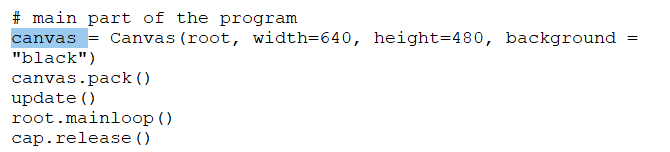 # main part of the program
canvas = Canvas(root, width=640, height=480, background =
"black")
canvas.pack()
update()
root.mainloop()
cap.release()